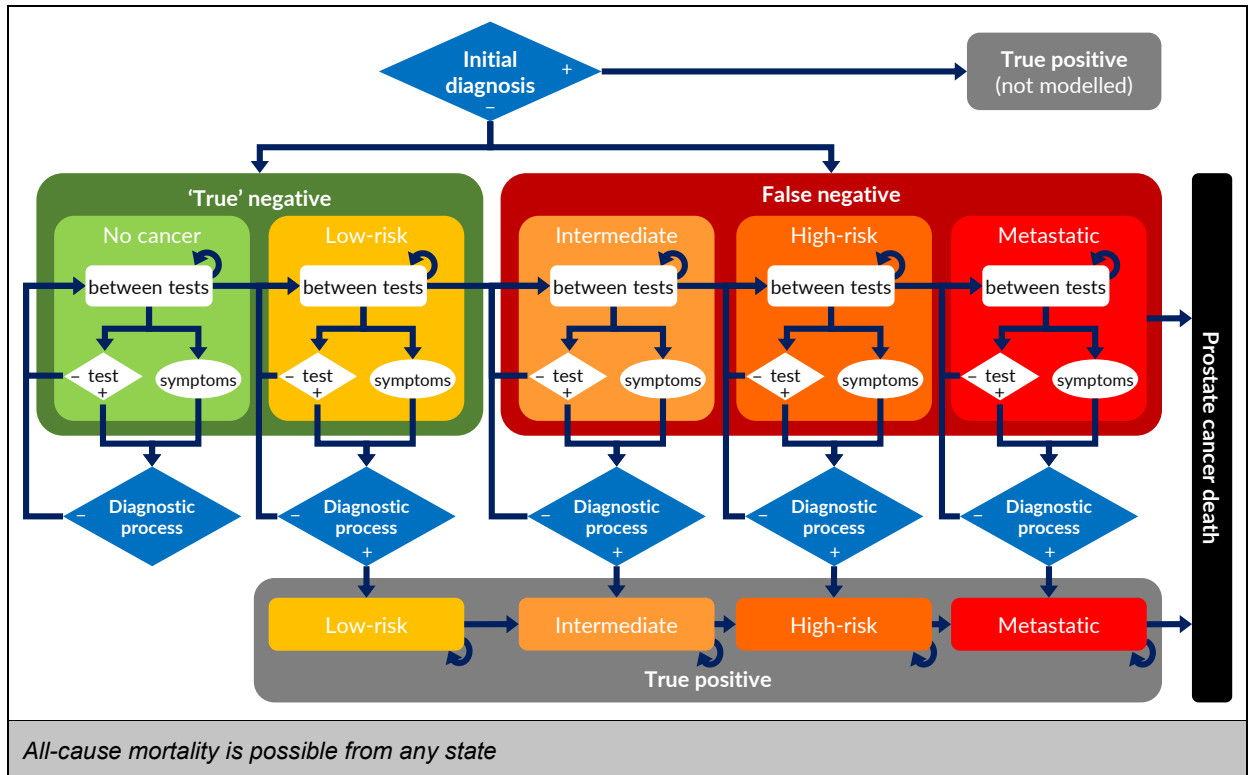 Initial
diagnosis
+
−
True positive
(not modelled)
'True' negative
False negative
No cancer
Low-risk
Intermediate
High-risk
Metastatic
between tests
between tests
between tests
between tests
between tests
− test
+
symptoms
− test
+
symptoms
− test
+
symptoms
− test
+
symptoms
− test
+
symptoms
Prostate cancer death
Diagnostic
− process
Diagnostic
− process
+
Diagnostic
− process
+
Diagnostic
− process
+
Diagnostic
− process
+
Low-risk
Intermediate
High-risk
Metastatic
True positive
All-cause mortality is possible from any state